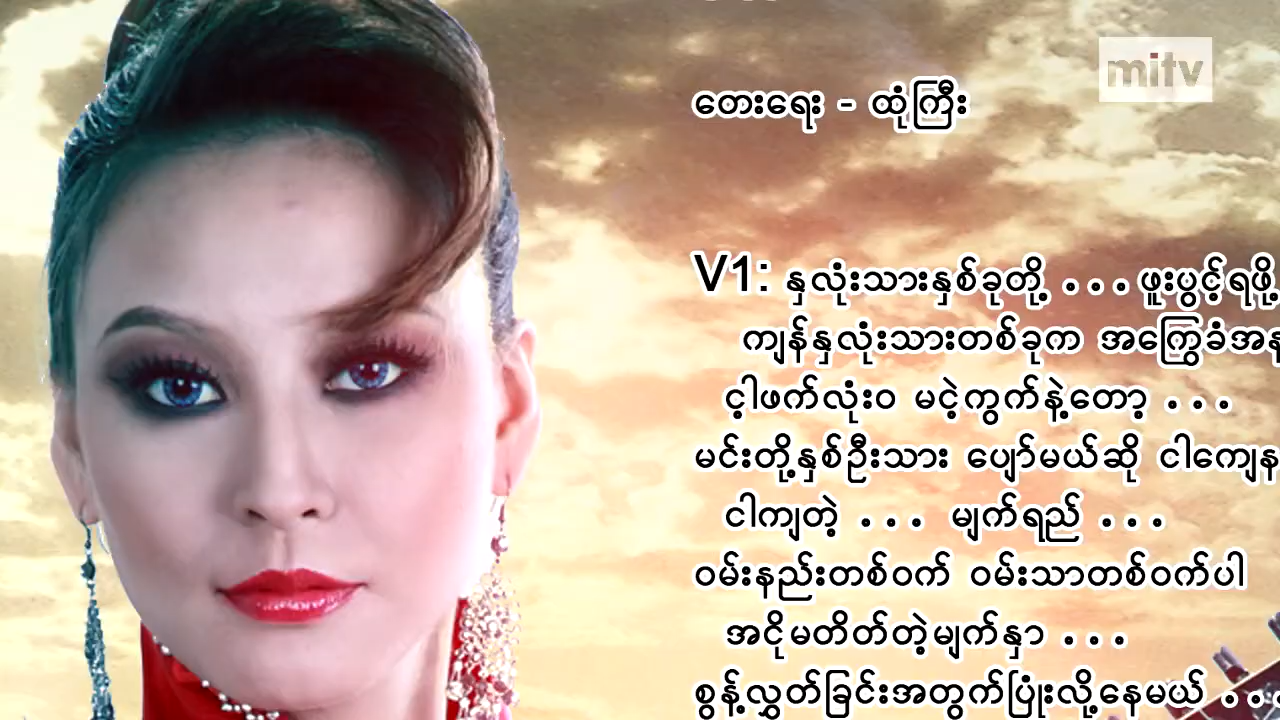 mitv
တေးရေး - ထုံကြီး
V1: နှလုံးသားနှစ်ခုတို့ ... ဖူးပွင့်ရဖို့
ကျန်နှလုံးသားတစ်ခုက အကြွေခံအန
င့ါဖက်လုံးဝ မငဲ့ကွက်နဲ့တော့ ...
မင်းတို့နှစ်ဦးသား ပျော်မယ်ဆို ငါကျေန
ငါကျတဲ့ ... မျက်ရည် ...
ဝမ်းနည်းတစ်ဝက် ဝမ်းသာတစ်ဝက်ပါ
အငိုမတိတ်တဲ့မျက်နှာ ...
စွန့်လွှတ်ခြင်းအတွက်ပြုံးလို့နေမယ် ...